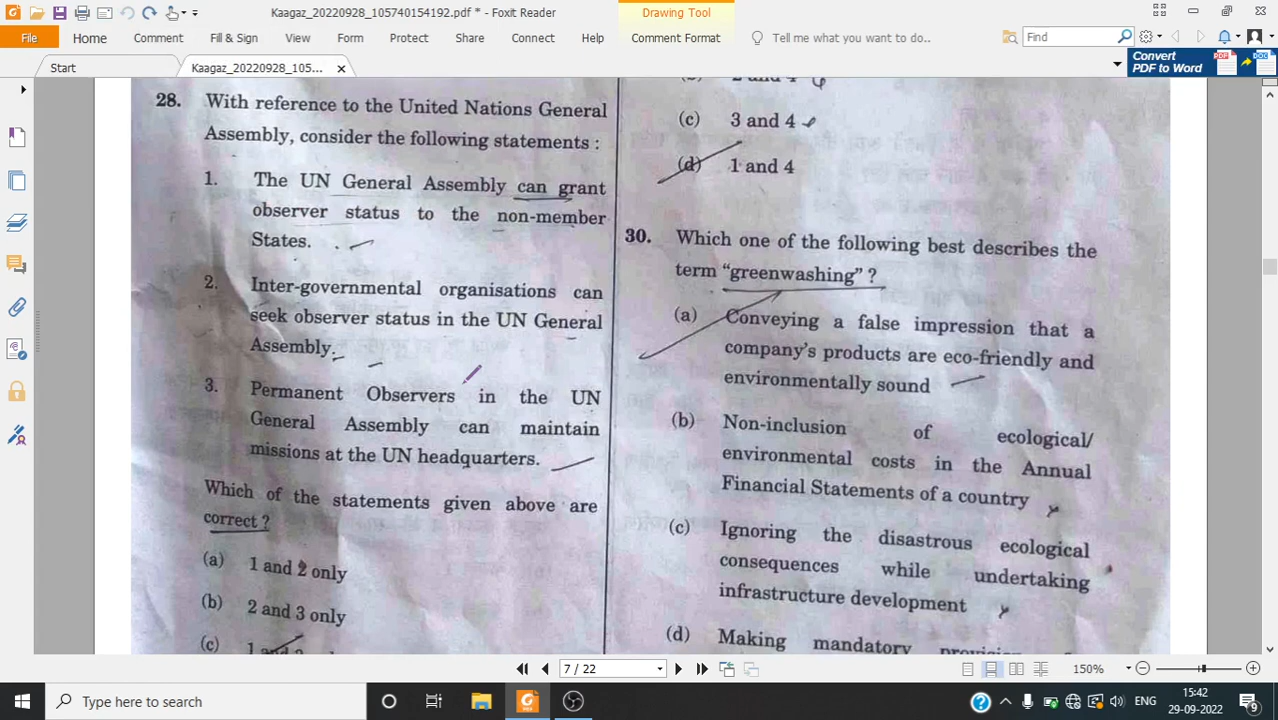 Kaagaz_20220928_105740154192.pdf * - Foxit Reader
Drawing Tool
File
Home
Comment
Fill & Sign
View
Form
Protect
Share
Connect
Help
Comment Format
Tell me what you want to do..
Find
Start
Kaagaz_20220928_105...
Convert
PDF to Word
28. With reference to the United Nations General
Assembly, consider the following statements :
1. The UN General Assembly can grant
observer status to the non-member
States.
2. Inter-governmental organisations can
seek observer status in the UN General
Assembly.
3. Permanent Observers in the UN
General Assembly can maintain
missions at the UN headquarters.
Which of the statements given above are
correct ?
(a) 1 and 2 only
(b) 2 and 3 only
(c) 1
(c) 3 and 4
(d) 1 and 4
30. Which one of the following best describes the
term “greenwashing” ?
(a) Conveying a false impression that a
company’s products are eco-friendly and
environmentally sound
(b) Non-inclusion of ecological/
environmental costs in the Annual
Financial Statements of a country
(c) Ignoring the disastrous ecological
consequences while undertaking
infrastructure development
(d) Making mandatory
7 / 22
150%
Type here to search
ENG
15:42
29-09-2022
9